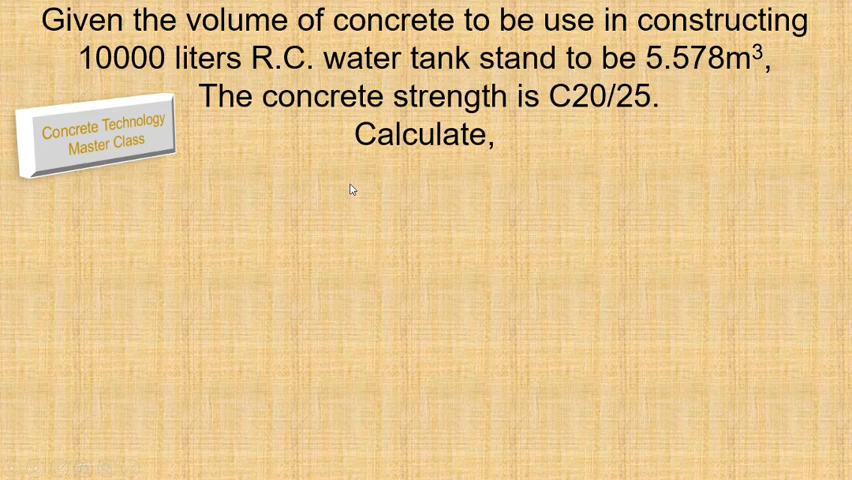 Given the volume of concrete to be use in constructing
10000 liters R.C. water tank stand to be 5.578m³,
The concrete strength is C20/25.
Calculate,
Concrete Technology
Master Class